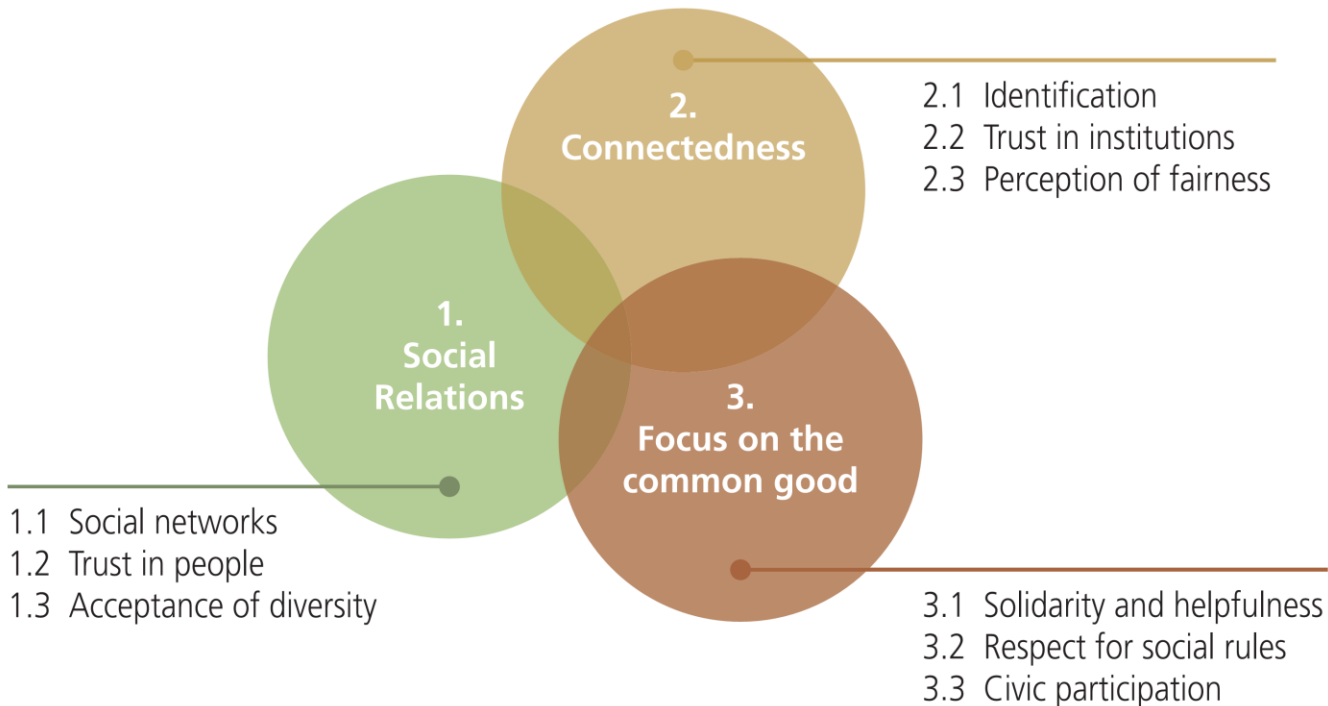 2.
Connectedness
2.1 Identification
2.2 Trust in institutions
2.3 Perception of fairness
1.
Social
Relations
1.1 Social networks
1.2 Trust in people
1.3 Acceptance of diversity
3.
Focus on the
common good
3.1 Solidarity and helpfulness
3.2 Respect for social rules
3.3 Civic participation